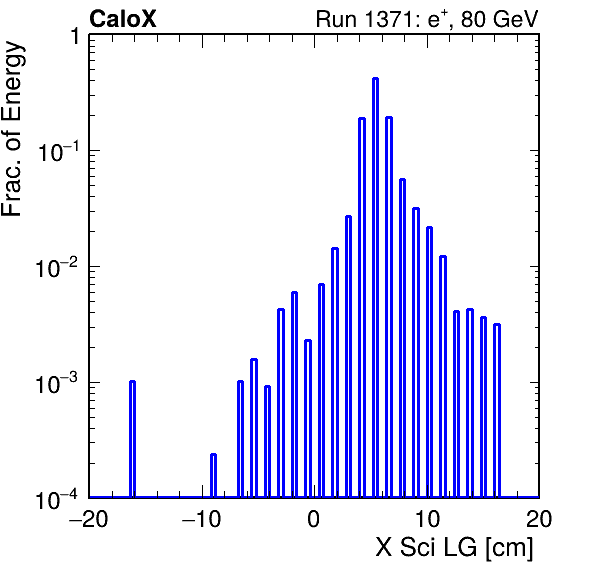 CaloX Run 1371: e⁺, 80 GeV
Frac. of Energy
1
10⁻¹
10⁻²
10⁻³
10⁻⁴
−20 −10 0 10 20
X Sci LG [cm]